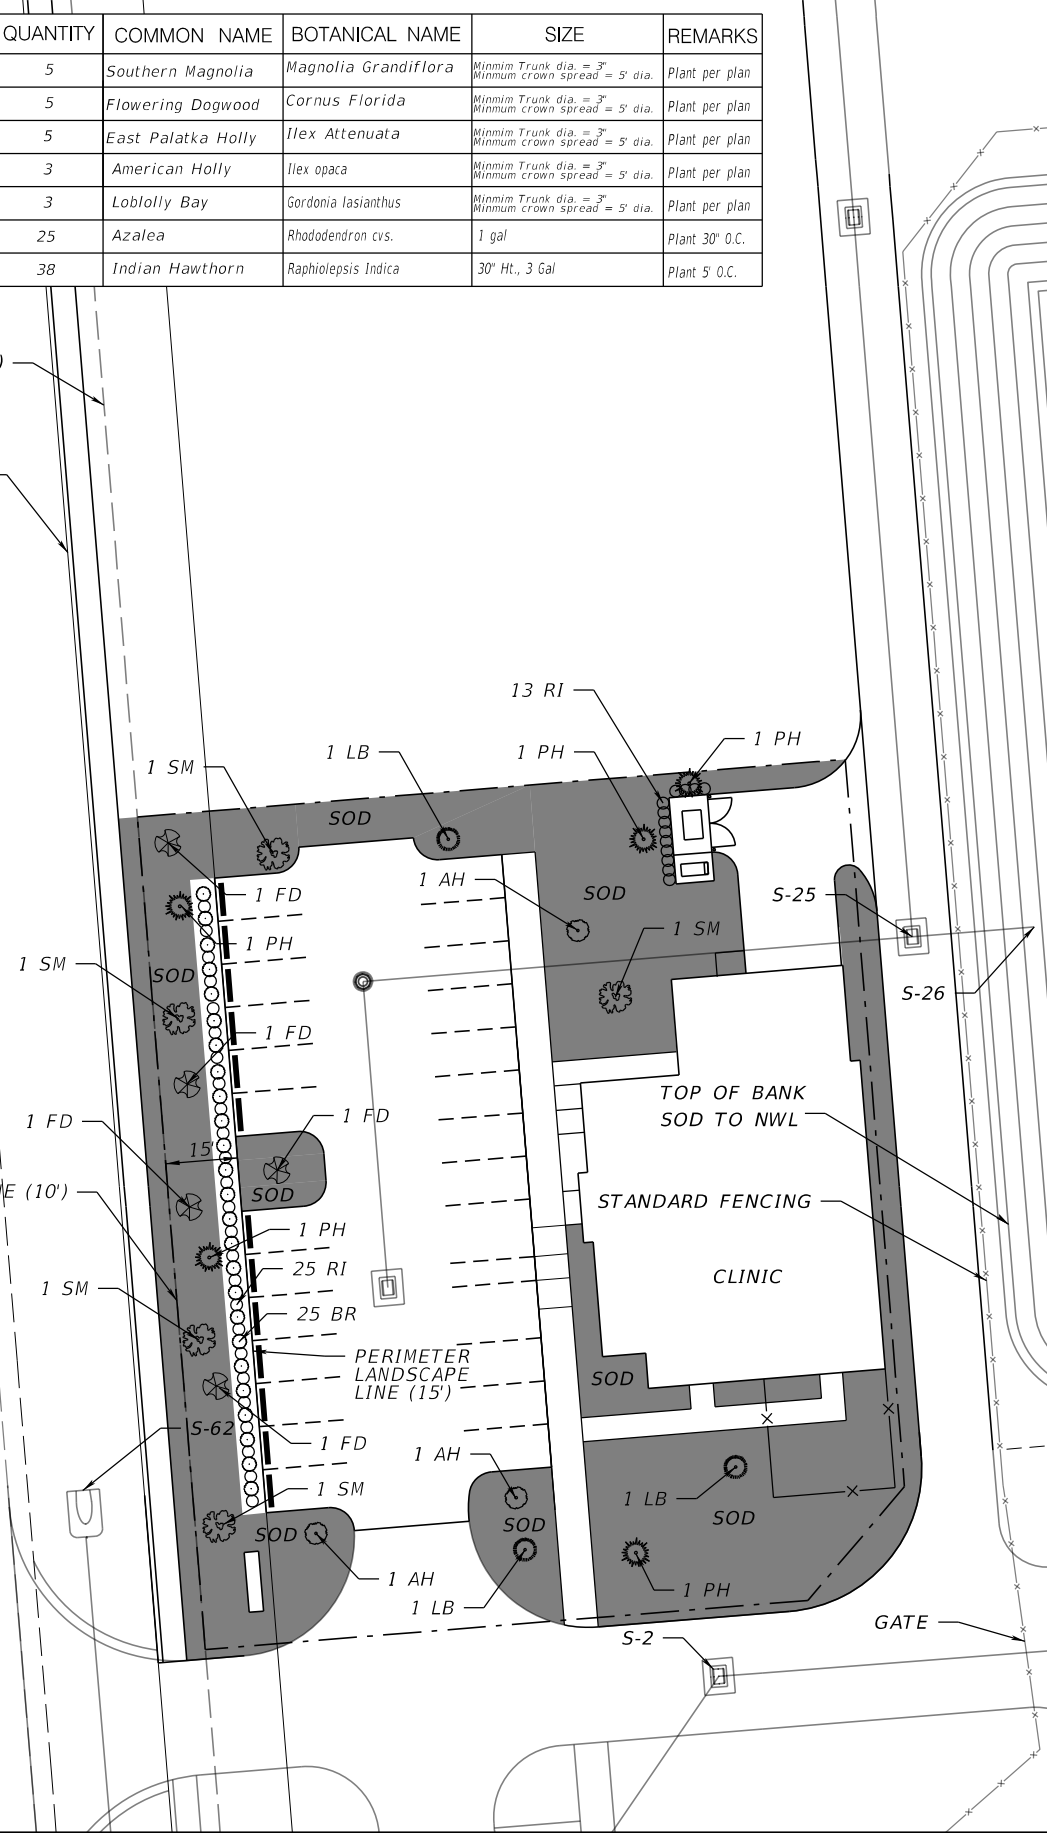 QUANTITY COMMON NAME BOTANICAL NAME SIZE REMARKS
5 Southern Magnolia Magnolia Grandiflora Minmim Trunk dia. = 3" Minmum crown spread = 5' dia. Plant per plan
5 Flowering Dogwood Cornus Florida Minmim Trunk dia. = 3" Minmum crown spread = 5' dia. Plant per plan
5 East Palatka Holly Ilex Attenuata Minmim Trunk dia. = 3" Minmum crown spread = 5' dia. Plant per plan
3 American Holly Ilex opaca Minmim Trunk dia. = 3" Minmum crown spread = 5' dia. Plant per plan
3 Loblolly Bay Gordonia lasianthus Minmim Trunk dia. = 3" Minmum crown spread = 5' dia. Plant per plan
25 Azalea Rhododendron cvs. 1 gal Plant 30" O.C.
38 Indian Hawthorn Raphiolepsis Indica 30" Ht., 3 Gal Plant 5' O.C.
)
13 RI
1 PH
1 LB
1 PH
1 SM
SOD
1 AH
SOD
1 FD
S-25
1 SM
1 PH
1 SM
SOD
S-26
1 FD
TOP OF BANK
SOD TO NWL
1 FD
1 FD
15'
E (10')
SOD
STANDARD FENCING
1 PH
25 RI
CLINIC
1 SM
25 BR
PERIMETER
LANDSCAPE
LINE (15')
SOD
S-62
1 FD
1 AH
1 SM
1 LB
SOD
SOD
SOD
1 AH
1 PH
1 LB
GATE
S-2